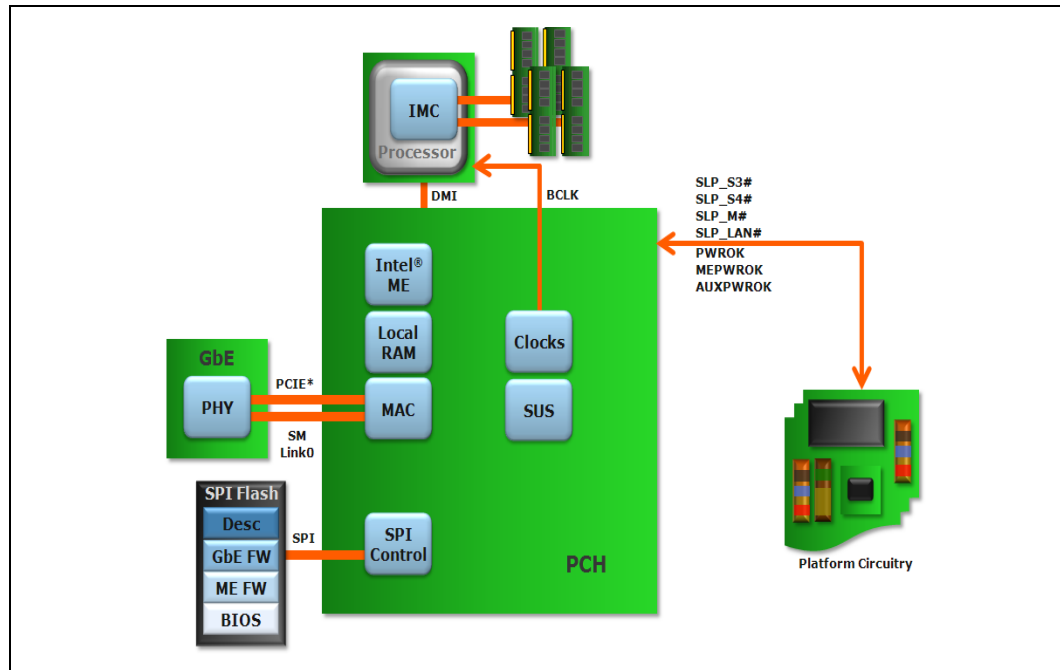 IMC
Processor
DMI
BCLK
SLP_S3#
SLP_S4#
SLP_M#
SLP_LAN#
PWROK
MEPWROK
AUXPWROK
Intel®
ME
Local
RAM
Clocks
GbE
PHY
PCIE*
SM
Link0
MAC
SUS
SPI Flash
Desc
GbE FW
ME FW
BIOS
SPI
SPI
Control
PCH
Platform Circuitry